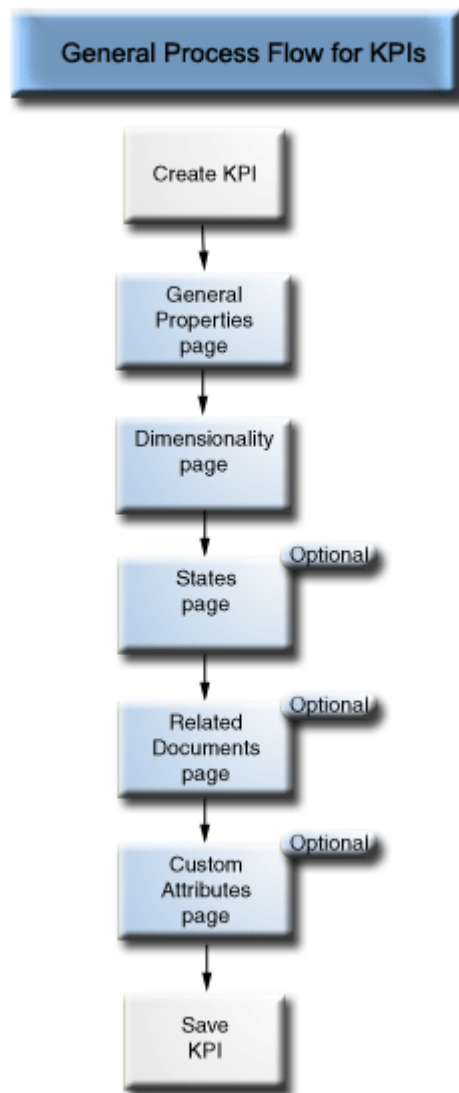 General Process Flow for KPIs
Create KPI
General
Properties
page
Dimensionality
page
Optional
States
page
Optional
Related
Documents
page
Optional
Custom
Attributes
page
Save
KPI